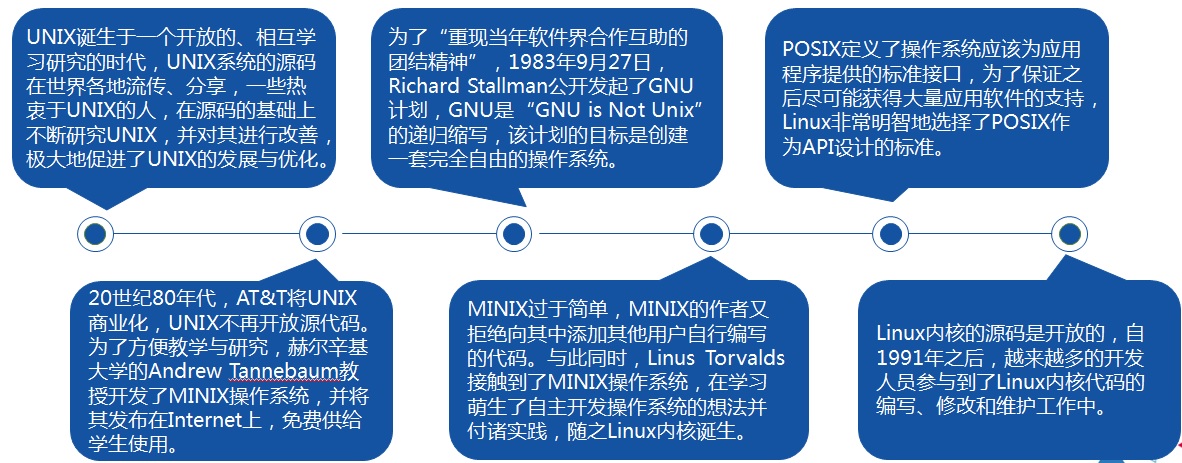 UNIX诞生于一个开放的、相互学
习研究的时代，UNIX系统的源码
在世界各地流传、分享，一些热
衷于UNIX的人，在源码的基础上
不断研究UNIX，并对其进行改善，
极大地促进了UNIX的发展与优化。
20世纪80年代，AT&T将UNIX
商业化，UNIX不再开放源代码。
为了方便教学与研究，赫尔辛基
大学的Andrew Tannebaum教
授开发了MINIX操作系统，并将
其发布在Internet上，免费供给
学生使用。
为了“重现当年软件界合作互助的
团结精神”，1983年9月27日，
Richard Stallman公开发起了GNU
计划，GNU是“GNU is Not Unix”
的递归缩写，该计划的目标是创建
一套完全自由的操作系统。
MINIX过于简单，MINIX的作者又
拒绝向其中添加其他用户自行编写
的代码。与此同时，Linus Torvalds
接触到了MINIX操作系统，在学习
萌生了自主开发操作系统的想法并
付诸实践，随之Linux内核诞生。
POSIX定义了操作系统应该为应用
程序提供的标准接口，为了保证之
后尽可能获得大量应用软件的支持，
Linux非常明智地选择了POSIX作
为API设计的标准。
Linux内核的源码是开放的，自
1991年之后，越来越多的开发
人员参与到了Linux内核代码的
编写、修改和维护工作中。